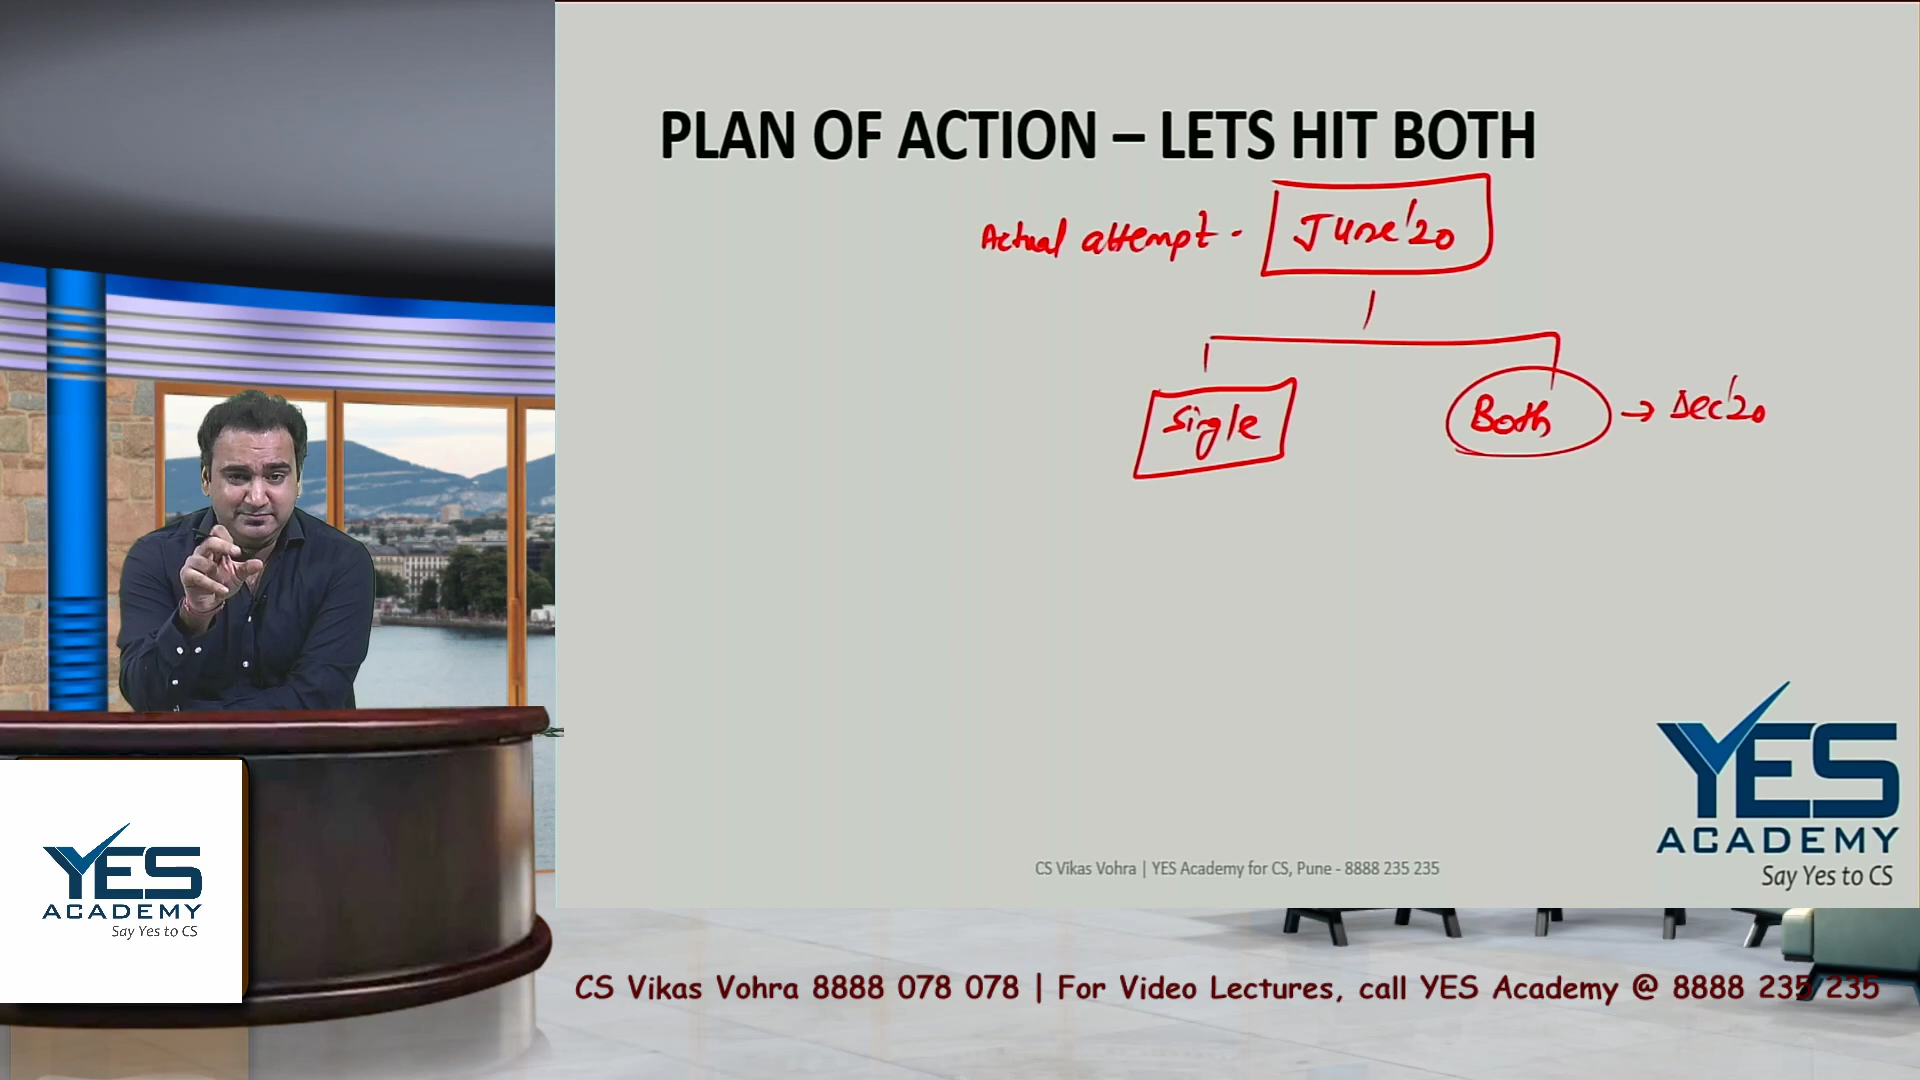 PLAN OF ACTION – LETS HIT BOTH
Actual attempt - June'20
Single
Both → Dec'20
CS Vikas Vohra | YES Academy for CS, Pune - 8888 235 235
YES
ACADEMY
Say Yes to CS
YES
ACADEMY
Say Yes to CS
CS Vikas Vohra 8888 078 078 | For Video Lectures, call YES Academy @ 8888 235 235